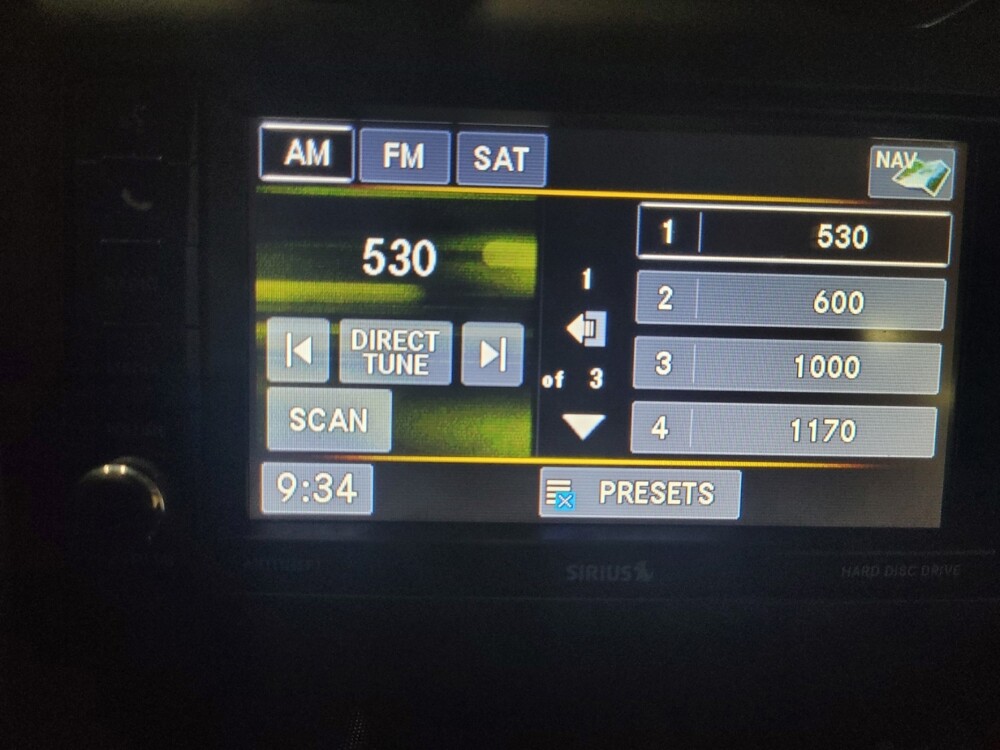 AM FM SAT
NAV
530
DIRECT
TUNE
SCAN
1
of 3
1 530
2 600
3 1000
4 1170
9:34
PRESETS
SIRIUS
HARD DISC DRIVE